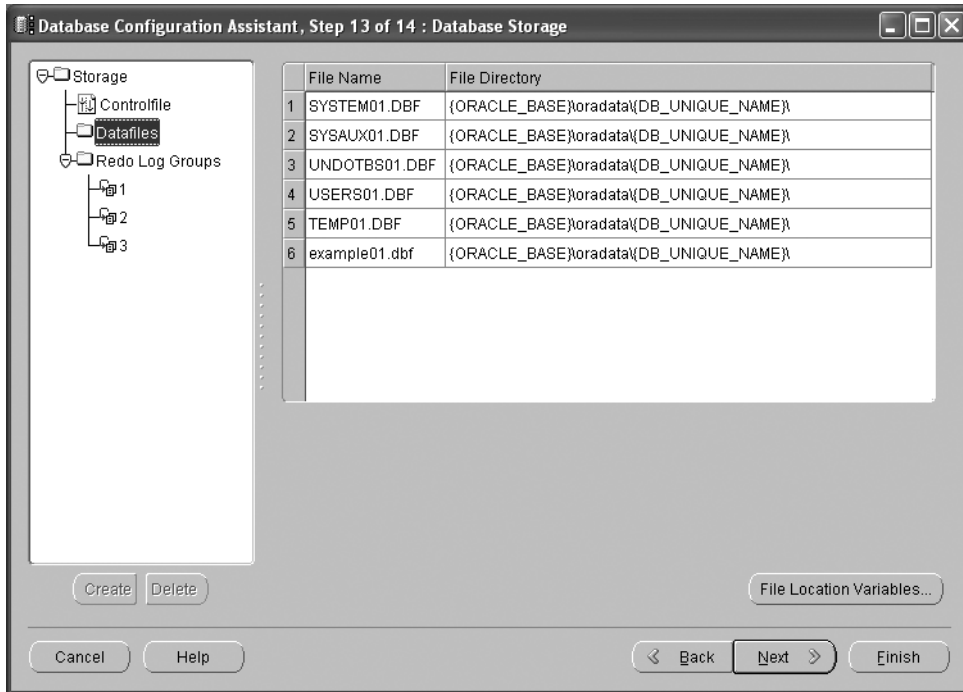 Database Configuration Assistant, Step 13 of 14 : Database Storage
Storage
Controlfile
Datafiles
Redo Log Groups
1
2
3
File Name File Directory
1 SYSTEM01.DBF {ORACLE_BASE}\oradata\{DB_UNIQUE_NAME}\
2 SYSAUX01.DBF {ORACLE_BASE}\oradata\{DB_UNIQUE_NAME}\
3 UNDOTBS01.DBF {ORACLE_BASE}\oradata\{DB_UNIQUE_NAME}\
4 USERS01.DBF {ORACLE_BASE}\oradata\{DB_UNIQUE_NAME}\
5 TEMP01.DBF {ORACLE_BASE}\oradata\{DB_UNIQUE_NAME}\
6 example01.dbf {ORACLE_BASE}\oradata\{DB_UNIQUE_NAME}\
Create Delete
File Location Variables...
Cancel Help Back Next Finish